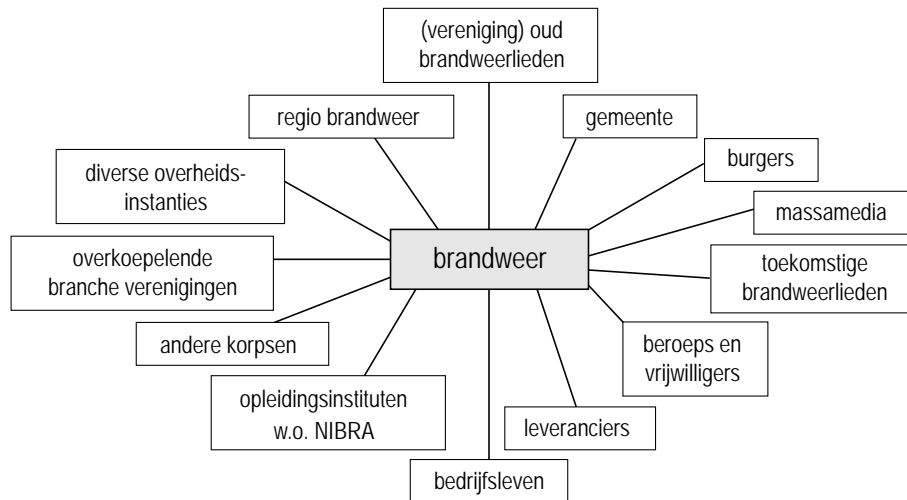 (vereniging) oud
brandweerlieden
regio brandweer
gemeente
burgers
diverse overheids-
instanties
massamedia
overkoepelende
branche verenigingen
brandweer
toekomstige
brandweerlieden
andere korpsen
beroeps en
vrijwilligers
opleidingsinstituten
w.o. NIBRA
leveranciers
bedrijfsleven